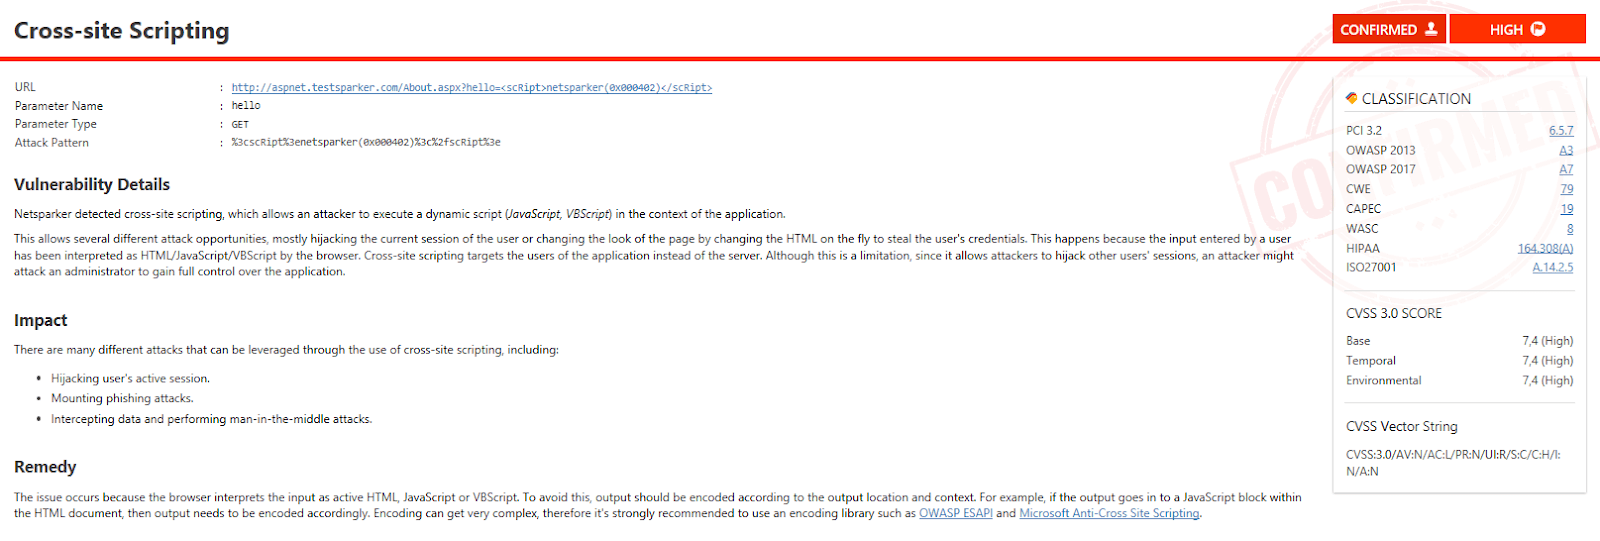 Cross-site Scripting
CONFIRMED
HIGH
URL : http://aspnet.testsparker.com/About.aspx?hello=<scRipt>netsparker(0x000402)</scRipt>
Parameter Name : hello
Parameter Type : GET
Attack Pattern : %3cscRipt%3enetsparker(0x000402)%3c%2fscRipt%3e
Vulnerability Details
Netsparker detected cross-site scripting, which allows an attacker to execute a dynamic script (JavaScript, VBScript) in the context of the application.
This allows several different attack opportunities, mostly hijacking the current session of the user or changing the look of the page by changing the HTML on the fly to steal the user's credentials. This happens because the input entered by a user
has been interpreted as HTML/JavaScript/VBScript by the browser. Cross-site scripting targets the users of the application instead of the server. Although this is a limitation, since it allows attackers to hijack other users' sessions, an attacker might
attack an administrator to gain full control over the application.
Impact
There are many different attacks that can be leveraged through the use of cross-site scripting, including:
• Hijacking user's active session.
• Mounting phishing attacks.
• Intercepting data and performing man-in-the-middle attacks.
Remedy
The issue occurs because the browser interprets the input as active HTML, JavaScript or VBScript. To avoid this, output should be encoded according to the output location and context. For example, if the output goes in to a JavaScript block within
the HTML document, then output needs to be encoded accordingly. Encoding can get very complex, therefore it's strongly recommended to use an encoding library such as OWASP ESAPI and Microsoft Anti-Cross Site Scripting.
CONFIRMED
CLASSIFICATION
PCI 3.2 6.5.7
OWASP 2013 A3
OWASP 2017 A7
CWE 79
CAPEC 19
WASC 8
HIPAA 164.308(A)
ISO27001 A.14.2.5
CVSS 3.0 SCORE
Base 7,4 (High)
Temporal 7,4 (High)
Environmental 7,4 (High)
CVSS Vector String
CVSS:3.0/AV:N/AC:L/PR:N/UI:R/S:C/C:H/I:
N/A:N